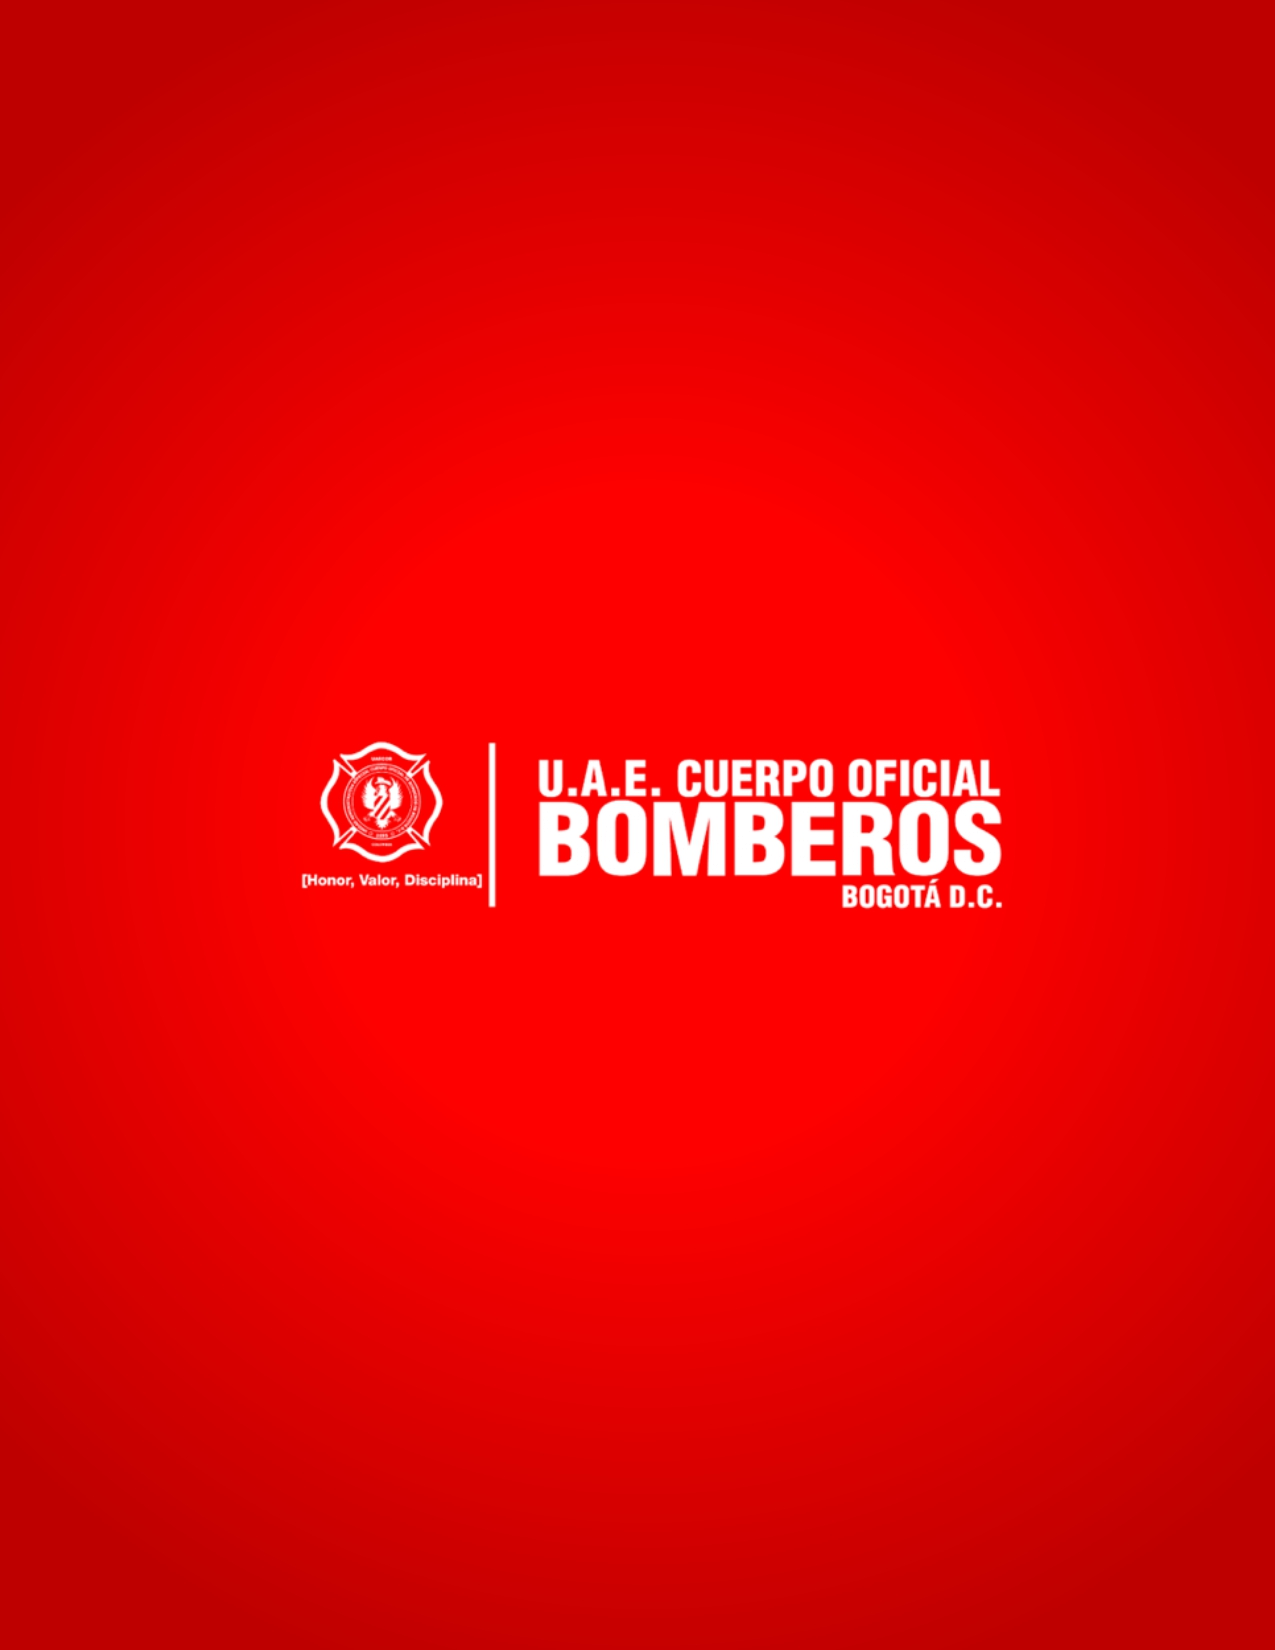 [Honor, Valor, Disciplina]
U.A.E. CUERPO OFICIAL
BOMBEROS
BOGOTÁ D.C.